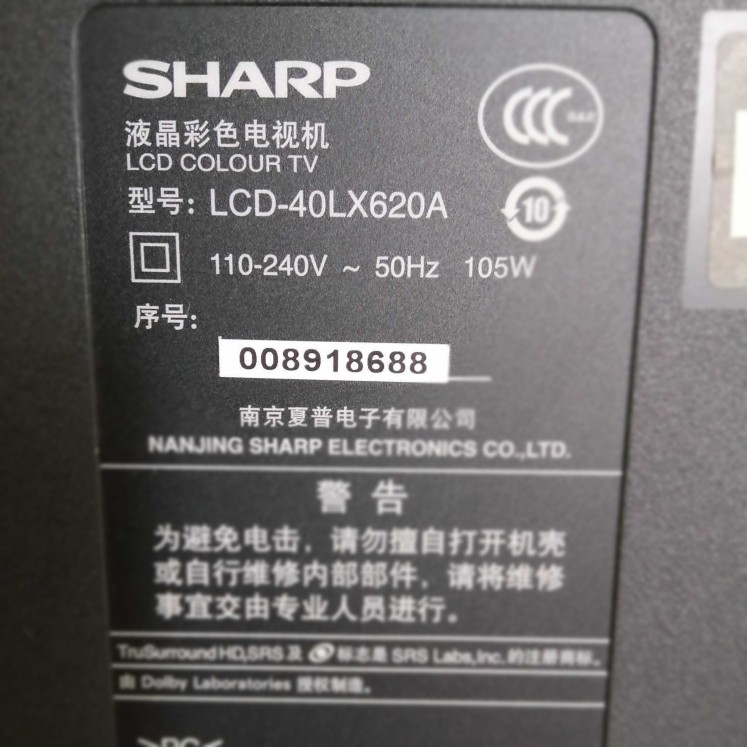 SHARP
液晶彩色电视机
LCD COLOUR TV
CCC
型号: LCD-40LX620A
10
110-240V ~ 50Hz 105W
序号:
008918688
南京夏普电子有限公司
NANJING SHARP ELECTRONICS CO.,LTD.
警告
为避免电击，请勿擅自打开机壳
或自行维修内部部件，请将维修
事宜交由专业人员进行。
TruSurround HD,SRS 及 标志是 SRS Labs,Inc. 的注册商标。
由 Dolby Laboratories 授权制造。
>PC<